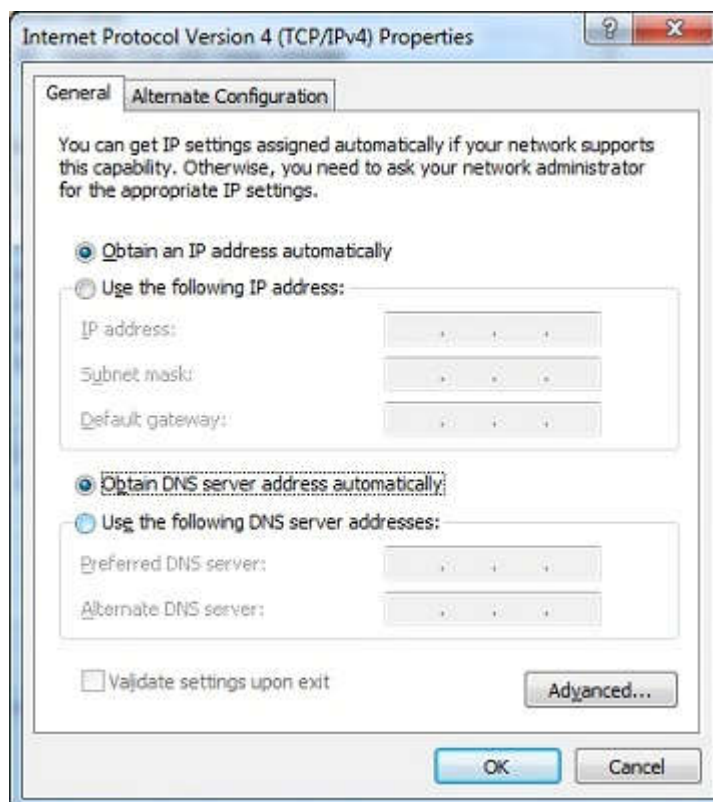 Internet Protocol Version 4 (TCP/IPv4) Properties
General
Alternate Configuration
You can get IP settings assigned automatically if your network supports
this capability. Otherwise, you need to ask your network administrator
for the appropriate IP settings.
Obtain an IP address automatically
Use the following IP address:
IP address:
Subnet mask:
Default gateway:
Obtain DNS server address automatically
Use the following DNS server addresses:
Preferred DNS server:
Alternate DNS server:
Validate settings upon exit
Advanced...
OK
Cancel